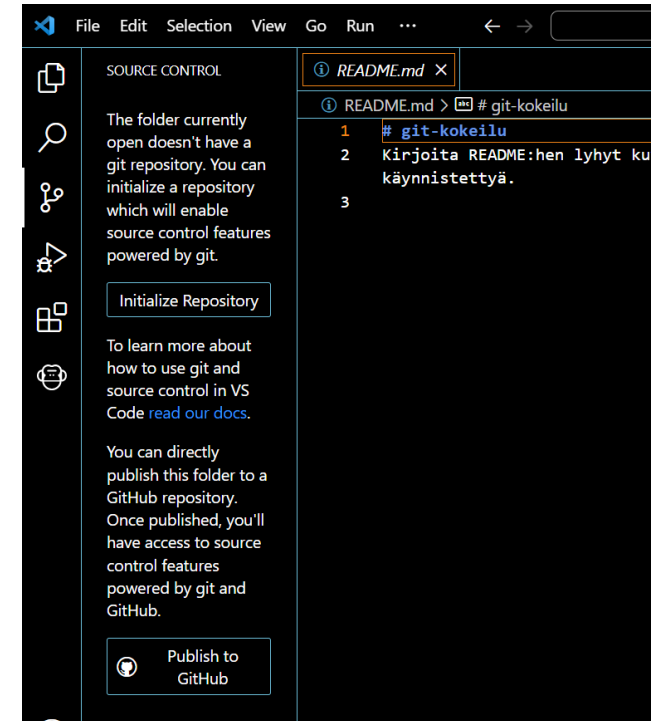 File Edit Selection View Go Run ···
SOURCE CONTROL
The folder currently
open doesn't have a
git repository. You can
initialize a repository
which will enable
source control features
powered by git.
Initialize Repository
To learn more about
how to use git and
source control in VS
Code read our docs.
You can directly
publish this folder to a
GitHub repository.
Once published, you'll
have access to source
control features
powered by git and
GitHub.
Publish to
GitHub
README.md
README.md > abc # git-kokeilu
1 # git-kokeilu
2 Kirjoita README:hen lyhyt ku
käynnistettyä.
3